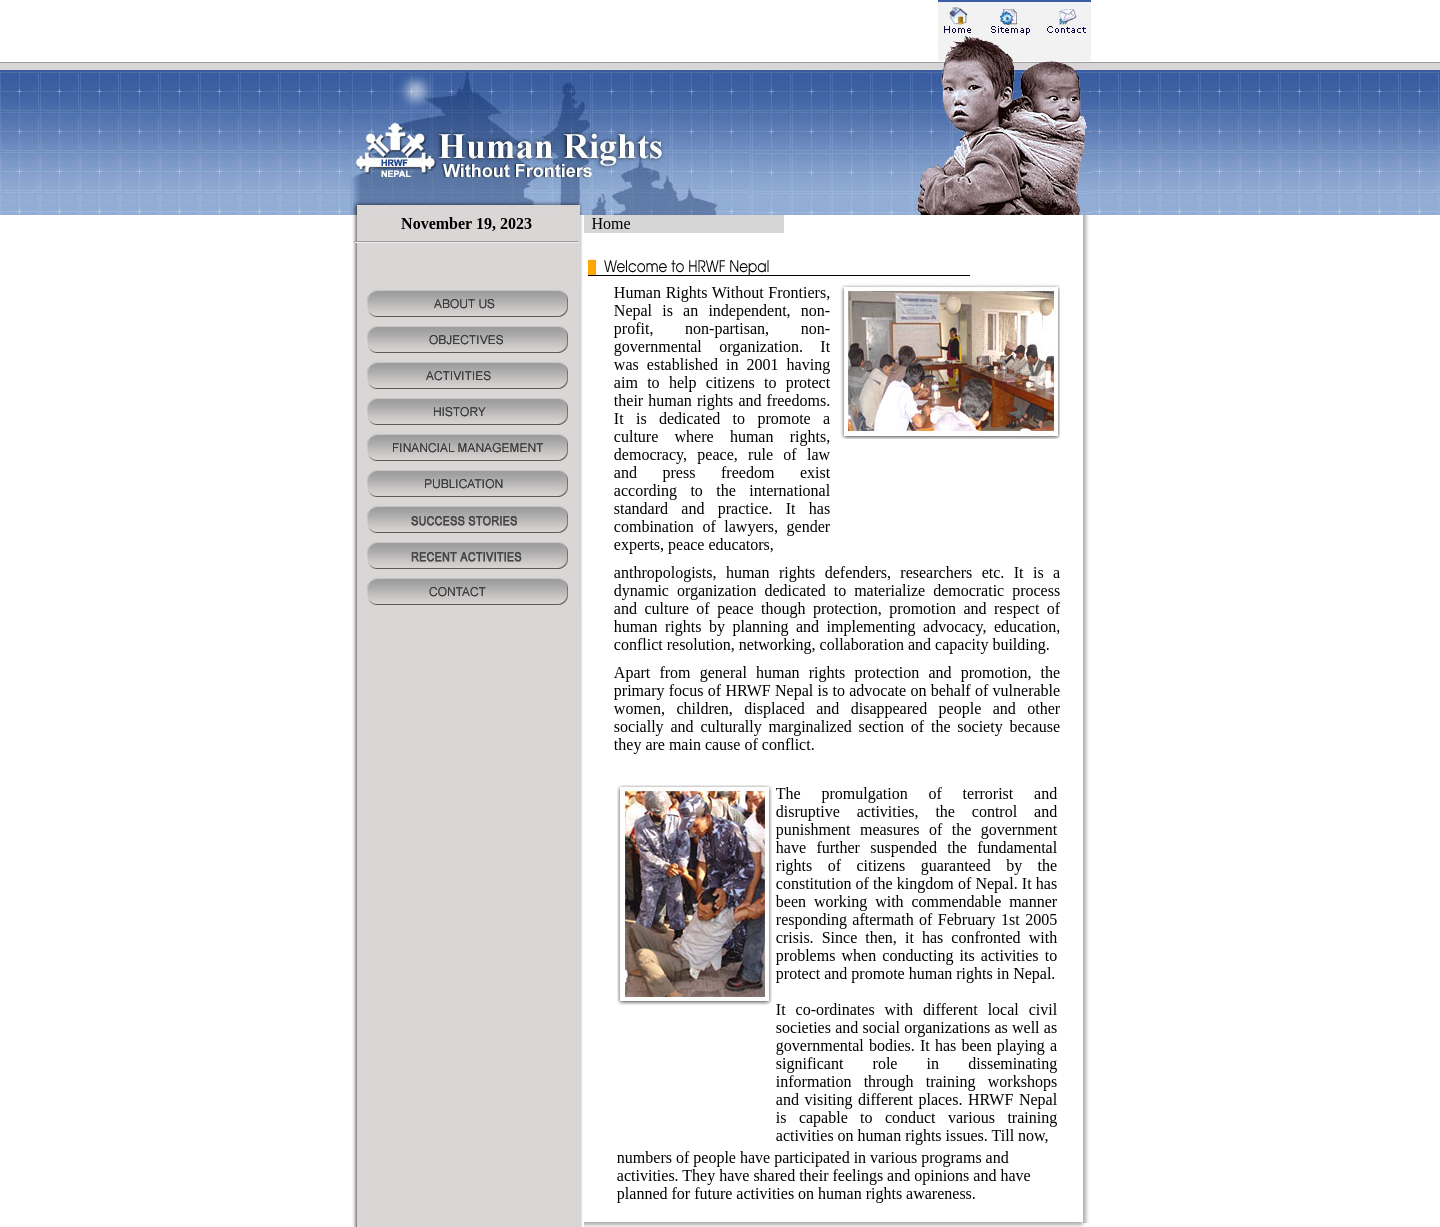 Home
Sitemap
Contact
HRWF
NEPAL
Human Rights
Without Frontiers
November 19, 2023
Home
ABOUT US
OBJECTIVES
ACTIVITIES
HISTORY
FINANCIAL MANAGEMENT
PUBLICATION
SUCCESS STORIES
RECENT ACTIVITIES
CONTACT
Welcome to HRWF Nepal
Human Rights Without Frontiers,
Nepal is an independent, non-
profit, non-partisan, non-
governmental organization. It
was established in 2001 having
aim to help citizens to protect
their human rights and freedoms.
It is dedicated to promote a
culture where human rights,
democracy, peace, rule of law
and press freedom exist
according to the international
standard and practice. It has
combination of lawyers, gender
experts, peace educators,
anthropologists, human rights defenders, researchers etc. It is a
dynamic organization dedicated to materialize democratic process
and culture of peace though protection, promotion and respect of
human rights by planning and implementing advocacy, education,
conflict resolution, networking, collaboration and capacity building.
Apart from general human rights protection and promotion, the
primary focus of HRWF Nepal is to advocate on behalf of vulnerable
women, children, displaced and disappeared people and other
socially and culturally marginalized section of the society because
they are main cause of conflict.
The promulgation of terrorist and
disruptive activities, the control and
punishment measures of the government
have further suspended the fundamental
rights of citizens guaranteed by the
constitution of the kingdom of Nepal. It has
been working with commendable manner
responding aftermath of February 1st 2005
crisis. Since then, it has confronted with
problems when conducting its activities to
protect and promote human rights in Nepal.
It co-ordinates with different local civil
societies and social organizations as well as
governmental bodies. It has been playing a
significant role in disseminating
information through training workshops
and visiting different places. HRWF Nepal
is capable to conduct various training
activities on human rights issues. Till now,
numbers of people have participated in various programs and
activities. They have shared their feelings and opinions and have
planned for future activities on human rights awareness.